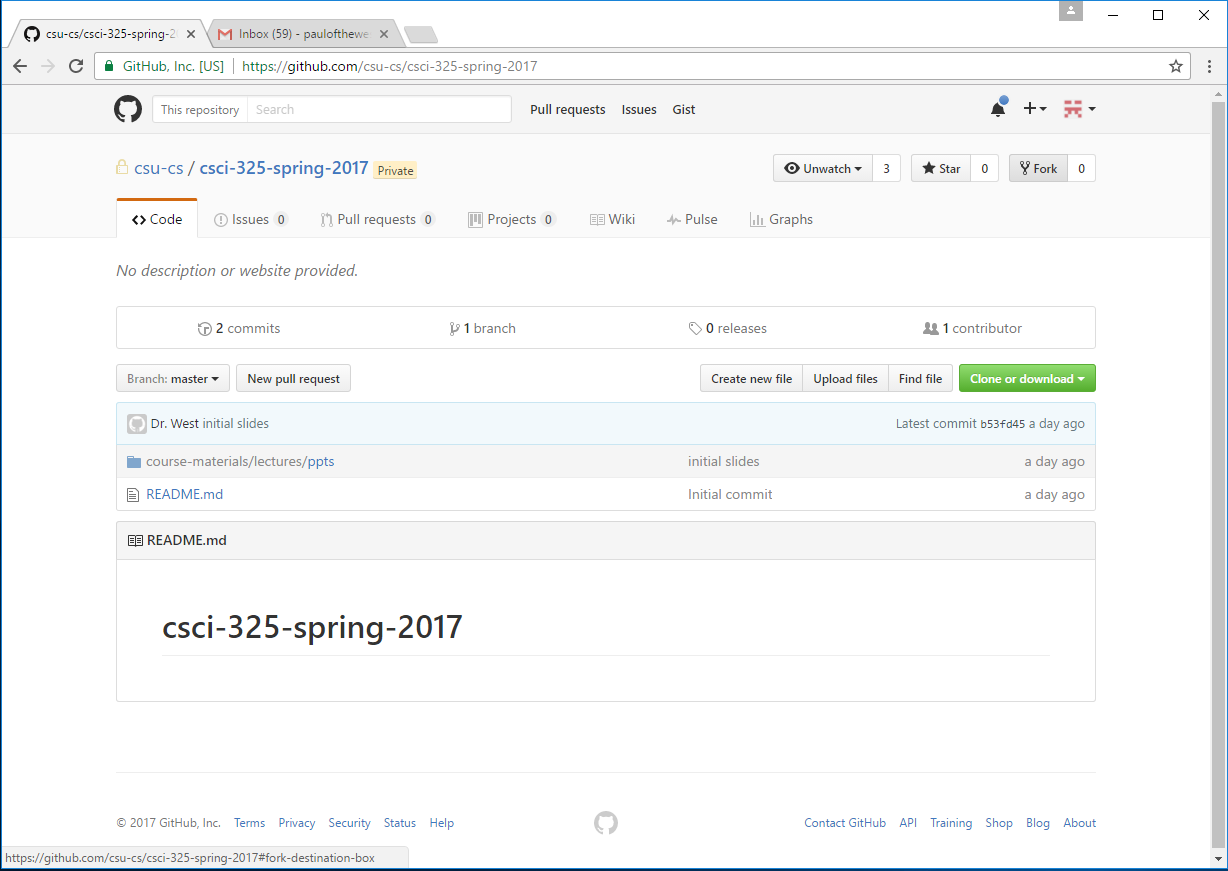 csu-cs/csci-325-spring-2
Inbox (59) - paulofthewe
GitHub, Inc. [US] https://github.com/csu-cs/csci-325-spring-2017
This repository Search Pull requests Issues Gist
csu-cs / csci-325-spring-2017 Private
Unwatch 3 Star 0 Fork 0
Code Issues 0 Pull requests 0 Projects 0 Wiki Pulse Graphs
No description or website provided.
2 commits 1 branch 0 releases 1 contributor
Branch: master New pull request Create new file Upload files Find file Clone or download
Dr. West initial slides Latest commit b53fd45 a day ago
course-materials/lectures/ppts initial slides a day ago
README.md Initial commit a day ago
README.md
csci-325-spring-2017
© 2017 GitHub, Inc. Terms Privacy Security Status Help Contact GitHub API Training Shop Blog About
https://github.com/csu-cs/csci-325-spring-2017#fork-destination-box